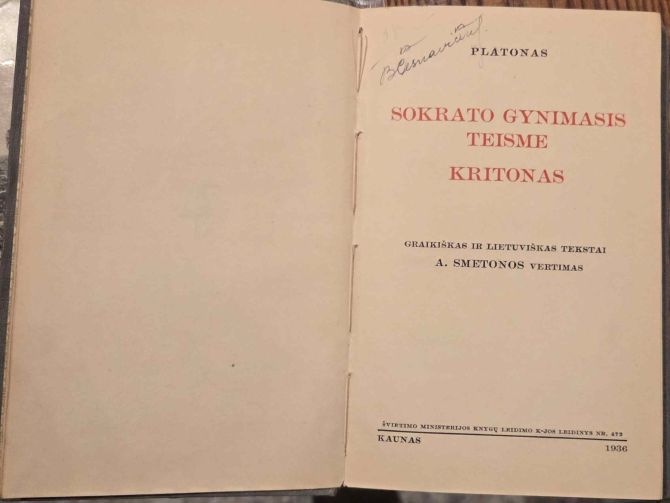 PLATONAS
SOKRATO GYNIMASIS
TEISME
KRITONAS
GRAIKIŠKAS IR LIETUVIŠKAS TEKSTAI
A. SMETONOS VERTIMAS
ŠVIETIMO MINISTERIJOS KNYGŲ LEIDIMO K-JOS LEIDINYS NR. 472
KAUNAS 1936